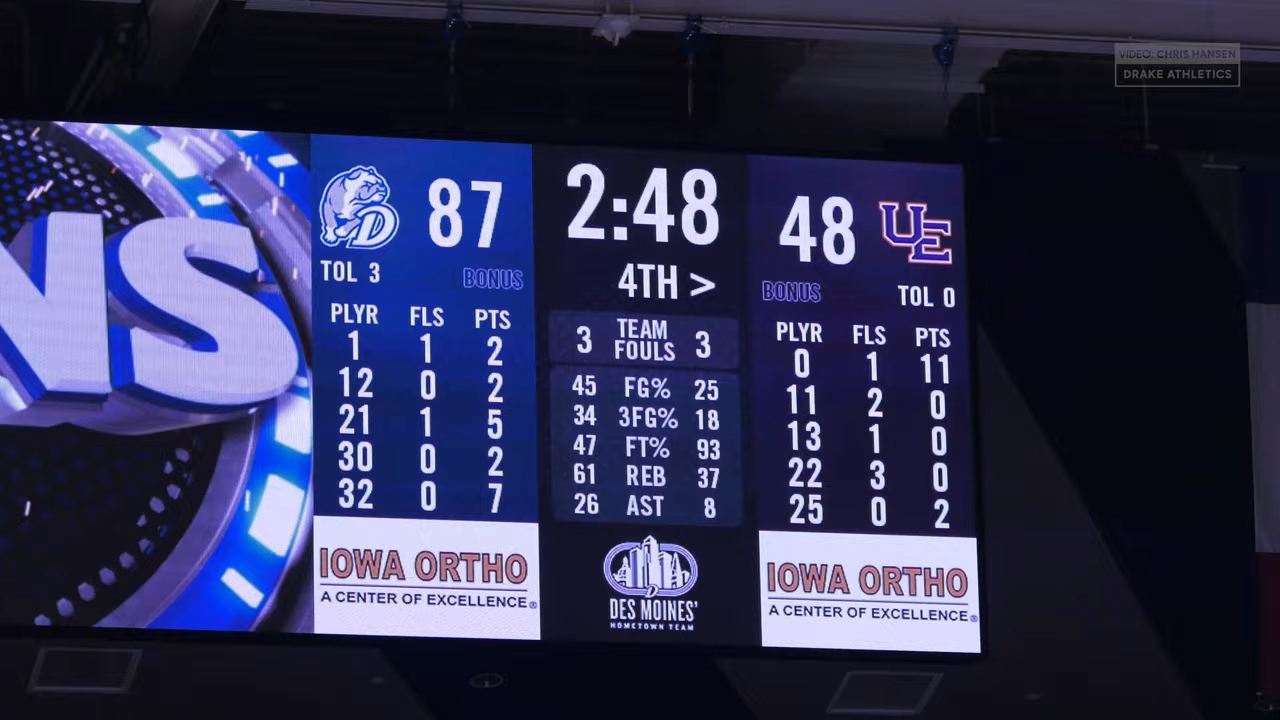 VIDEO: CHRIS HANSEN
DRAKE ATHLETICS
NS
D 87
TOL 3 BONUS
PLYR FLS PTS
1 1 2
12 0 2
21 1 5
30 0 2
32 0 7
IOWA ORTHO
A CENTER OF EXCELLENCE®
2:48
4TH >
3 TEAM FOULS 3
45 FG% 25
34 3FG% 18
47 FT% 93
61 REB 37
26 AST 8
D
DES MOINES'
HOMETOWN TEAM
48 UE
BONUS TOL 0
PLYR FLS PTS
0 1 11
11 2 0
13 1 0
22 3 0
25 0 2
IOWA ORTHO
A CENTER OF EXCELLENCE®